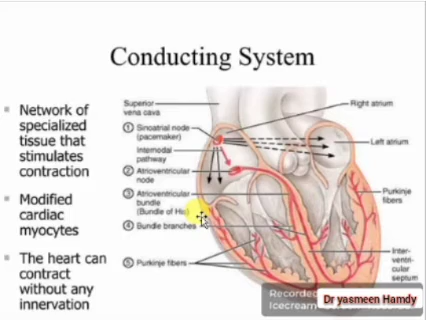 Conducting System
Network of
specialized
tissue that
stimulates
contraction
Modified
cardiac
myocytes
The heart can
contract
without any
innervation
Superior
vena cava
① Sinoatrial node
(pacemaker)
Internodal
pathway
② Atrioventricular
node
③ Atrioventricular
bundle
(Bundle of His)
④ Bundle branches
⑤ Purkinje fibers
Right atrium
Left atrium
Purkinje
fibers
Inter-
ventri-
cular
septum
Recorded
Icecream
Dr yasmeen Hamdy